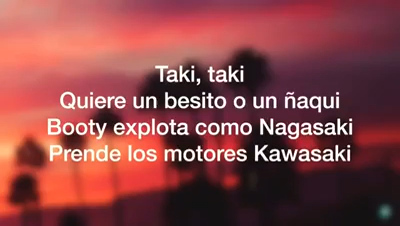 Taki, taki
Quiere un besito o un ñaqui
Booty explota como Nagasaki
Prende los motores Kawasaki